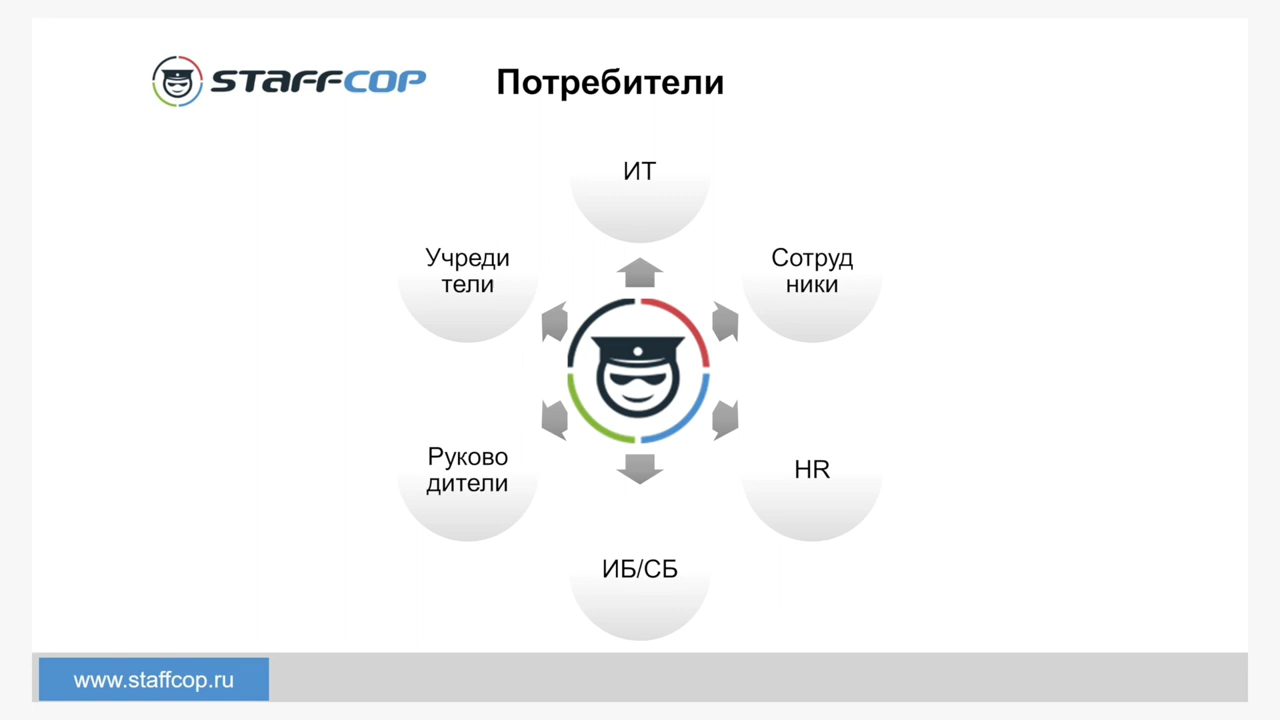 STAFFCOP
Потребители
ИТ
Учреди
тели
Сотруд
ники
Руково
дители
HR
ИБ/СБ
www.staffcop.ru